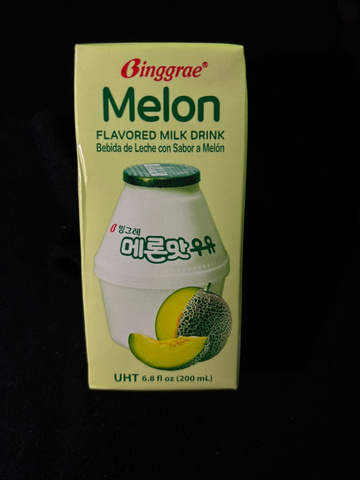 Binggrae®
Melon
FLAVORED MILK DRINK
Bebida de Leche con Sabor a Melón
빙그레
메론맛우유
UHT 6.8 fl oz (200 mL)